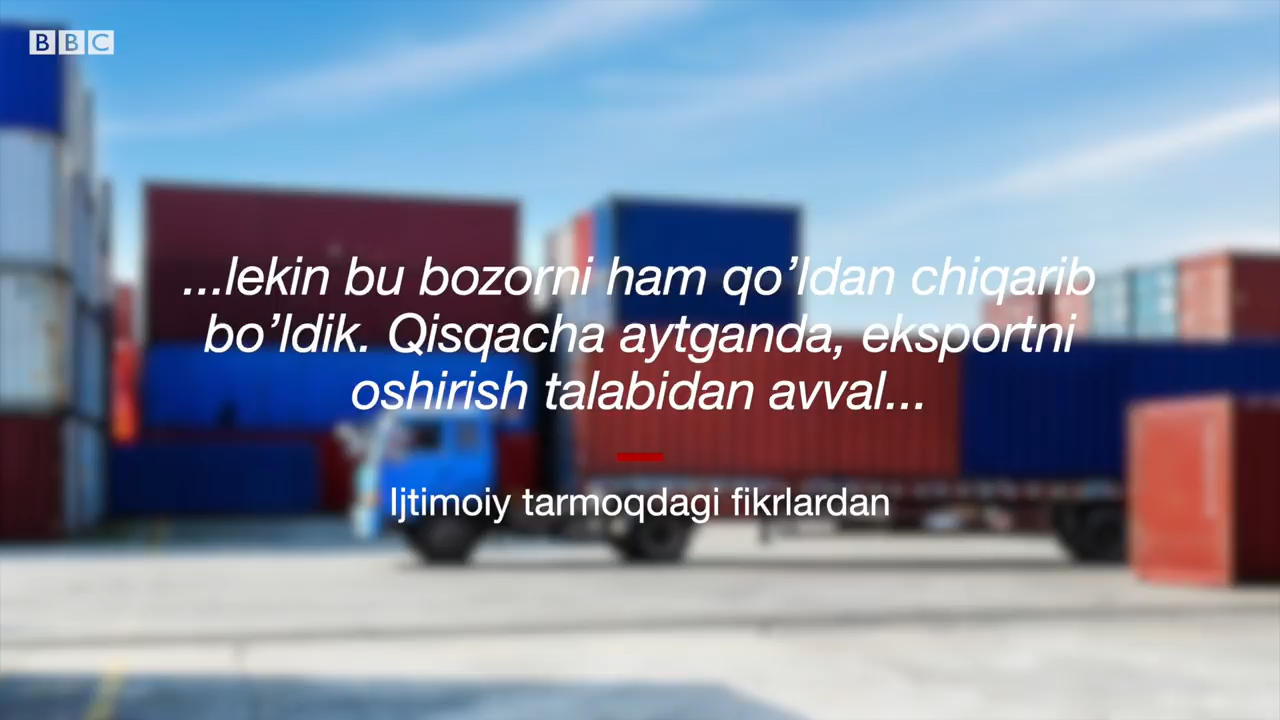 BBC
...lekin bu bozorni ham qo’ldan chiqarib
bo’ldik. Qisqacha aytganda, eksportni
oshirish talabidan avval...
Ijtimoiy tarmoqdagi fikrlardan